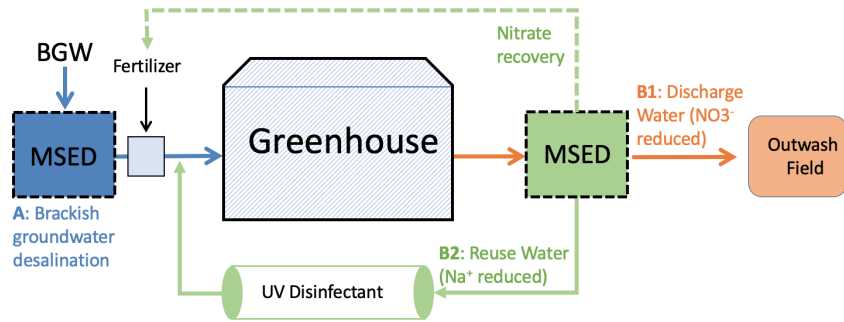 BGW
Fertilizer
MSED
A: Brackish
groundwater
desalination
Greenhouse
Nitrate
recovery
MSED
B1: Discharge
Water (NO3-
reduced)
Outwash
Field
B2: Reuse Water
(Na+ reduced)
UV Disinfectant